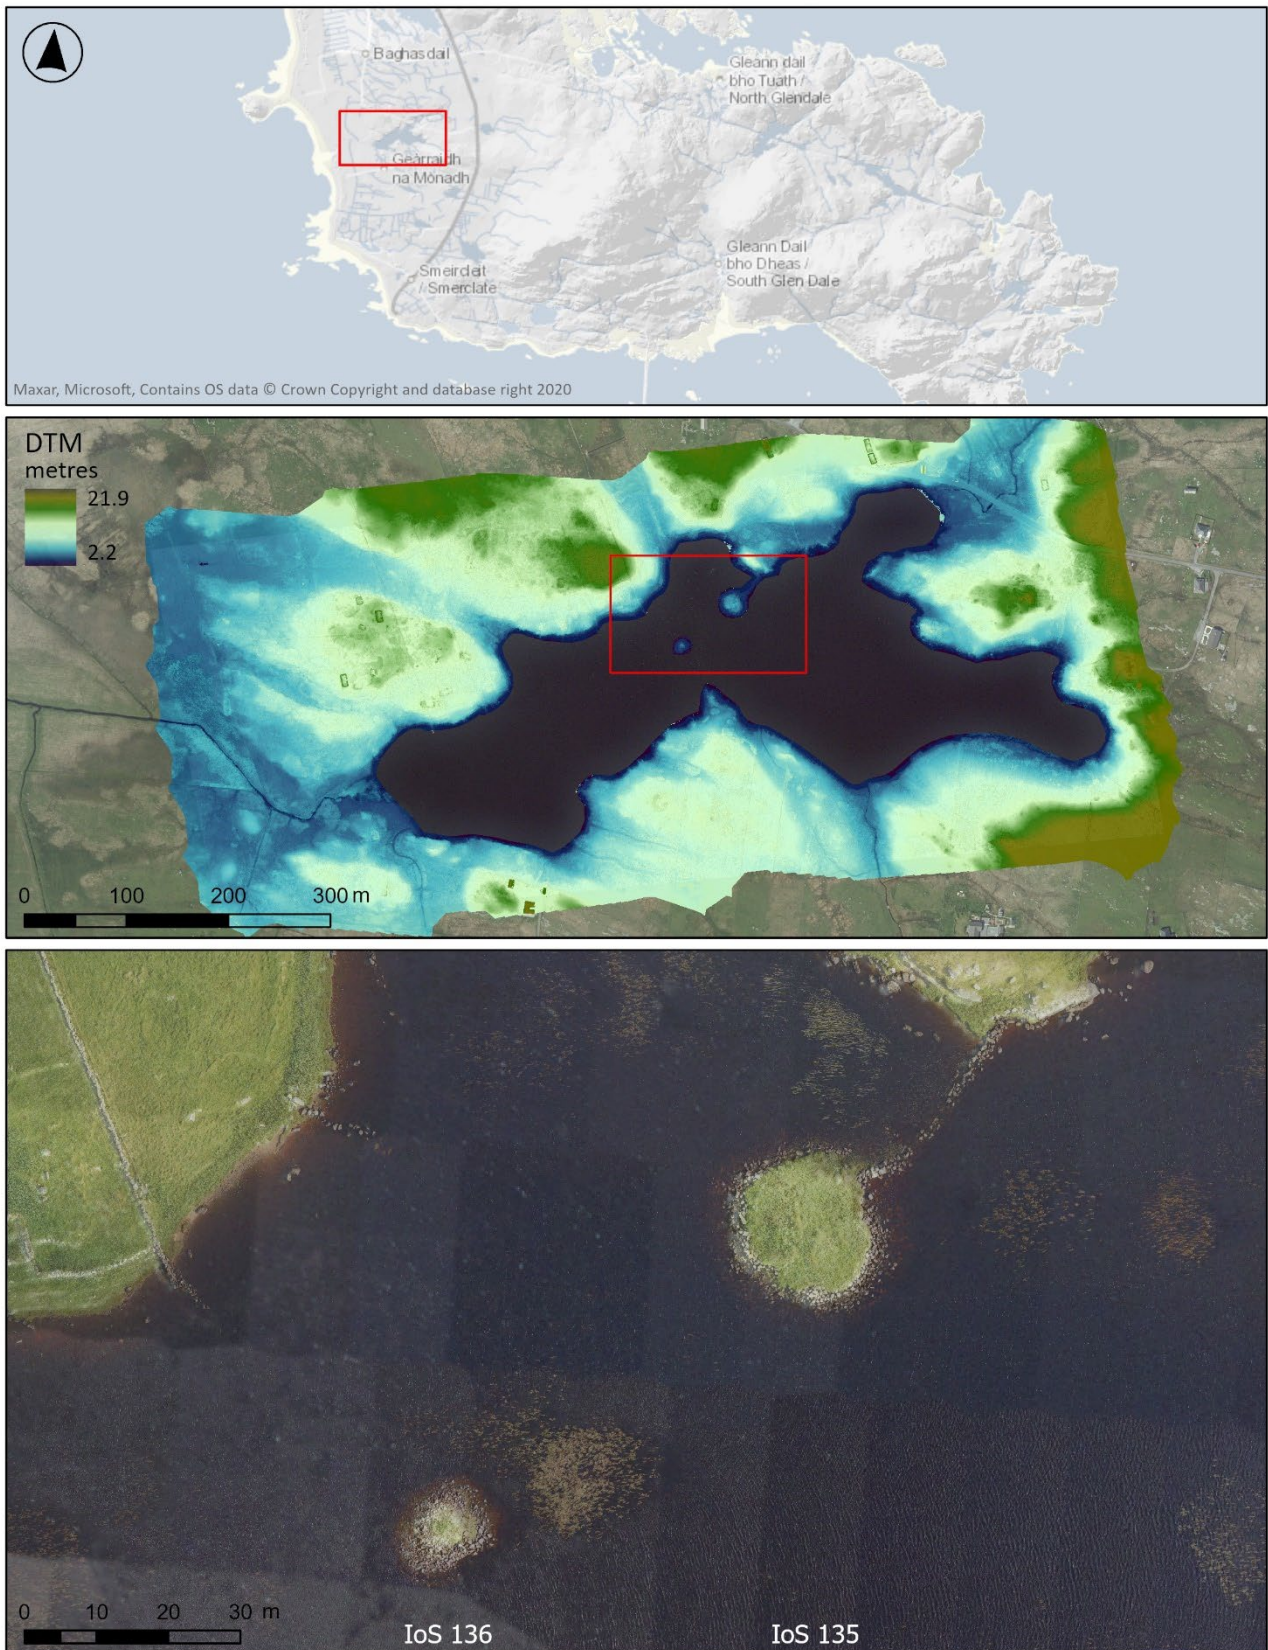 Baghasdail
Gleann dail
bho Tuath /
North Glendale
Gearraidh
na Monadh
Gleann Dail
bho Dheas /
South Glen Dale
Smeircleit
/ Smerclate
Maxar, Microsoft, Contains OS data © Crown Copyright and database right 2020
DTM
metres
21.9
2.2
0 100 200 300 m
0 10 20 30 m
IoS 136 IoS 135